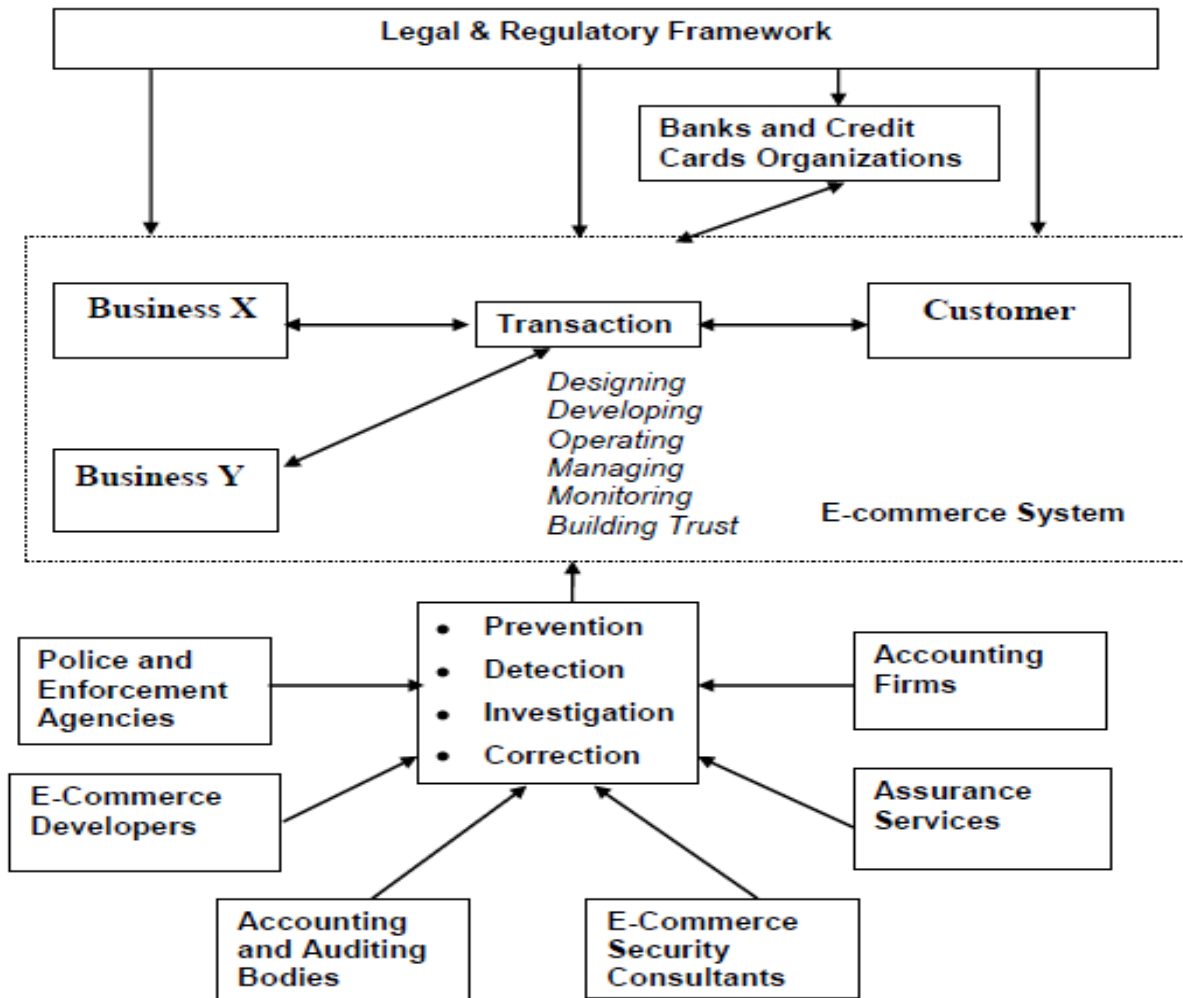 Legal & Regulatory Framework
Banks and Credit
Cards Organizations
Business X
Transaction
Customer
Designing
Developing
Operating
Managing
Monitoring
Building Trust
Business Y
E-commerce System
• Prevention
• Detection
• Investigation
• Correction
Police and
Enforcement
Agencies
Accounting
Firms
E-Commerce
Developers
Assurance
Services
Accounting
and Auditing
Bodies
E-Commerce
Security
Consultants